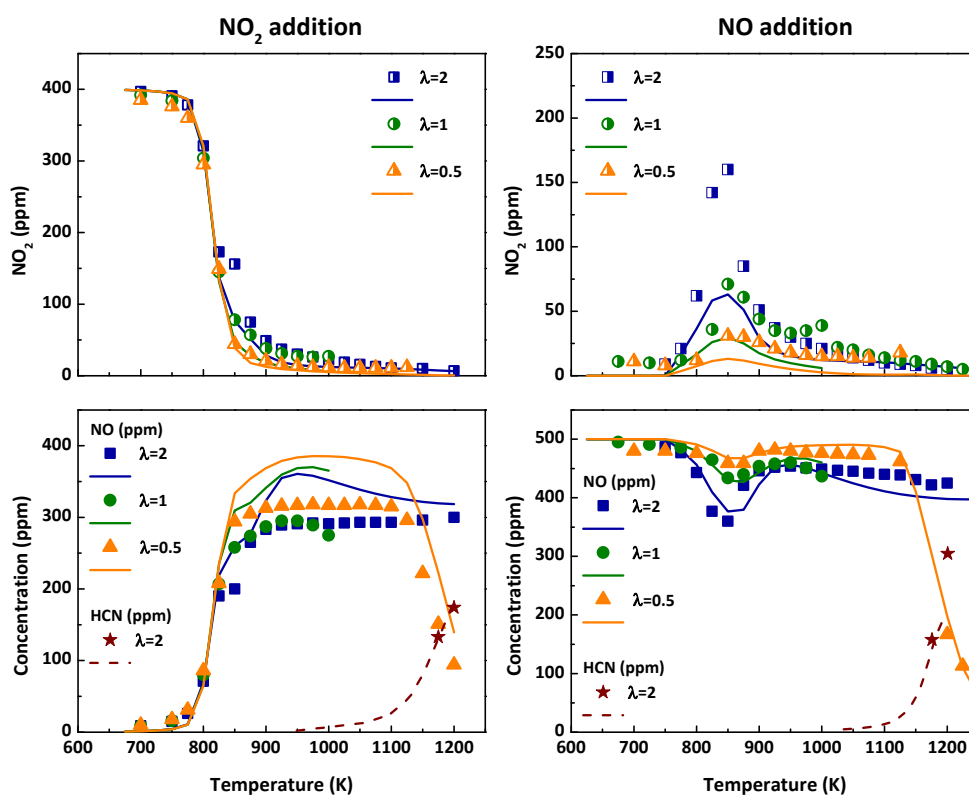 NO₂ addition
NO₂ (ppm)
400
300
200
100
0
λ=2
λ=1
λ=0.5
NO addition
NO₂ (ppm)
250
200
150
100
50
0
λ=2
λ=1
λ=0.5
Concentration (ppm)
400
300
200
100
0
NO (ppm)
λ=2
λ=1
λ=0.5
HCN (ppm)
λ=2
600 700 800 900 1000 1100 1200
Temperature (K)
Concentration (ppm)
500
400
300
200
100
0
NO (ppm)
λ=2
λ=1
λ=0.5
HCN (ppm)
λ=2
600 700 800 900 1000 1100 1200
Temperature (K)